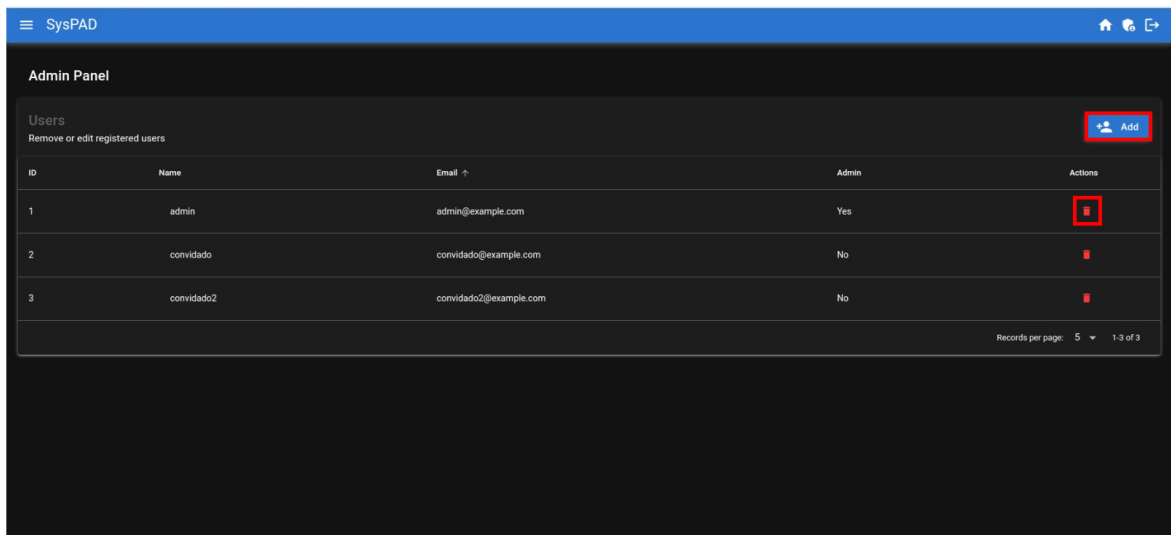 SysPAD
Admin Panel
Users
Remove or edit registered users
Add
ID Name Email Admin Actions
1 admin admin@example.com Yes
2 convidado convidado@example.com No
3 convidado2 convidado2@example.com No
Records per page: 5 1-3 of 3